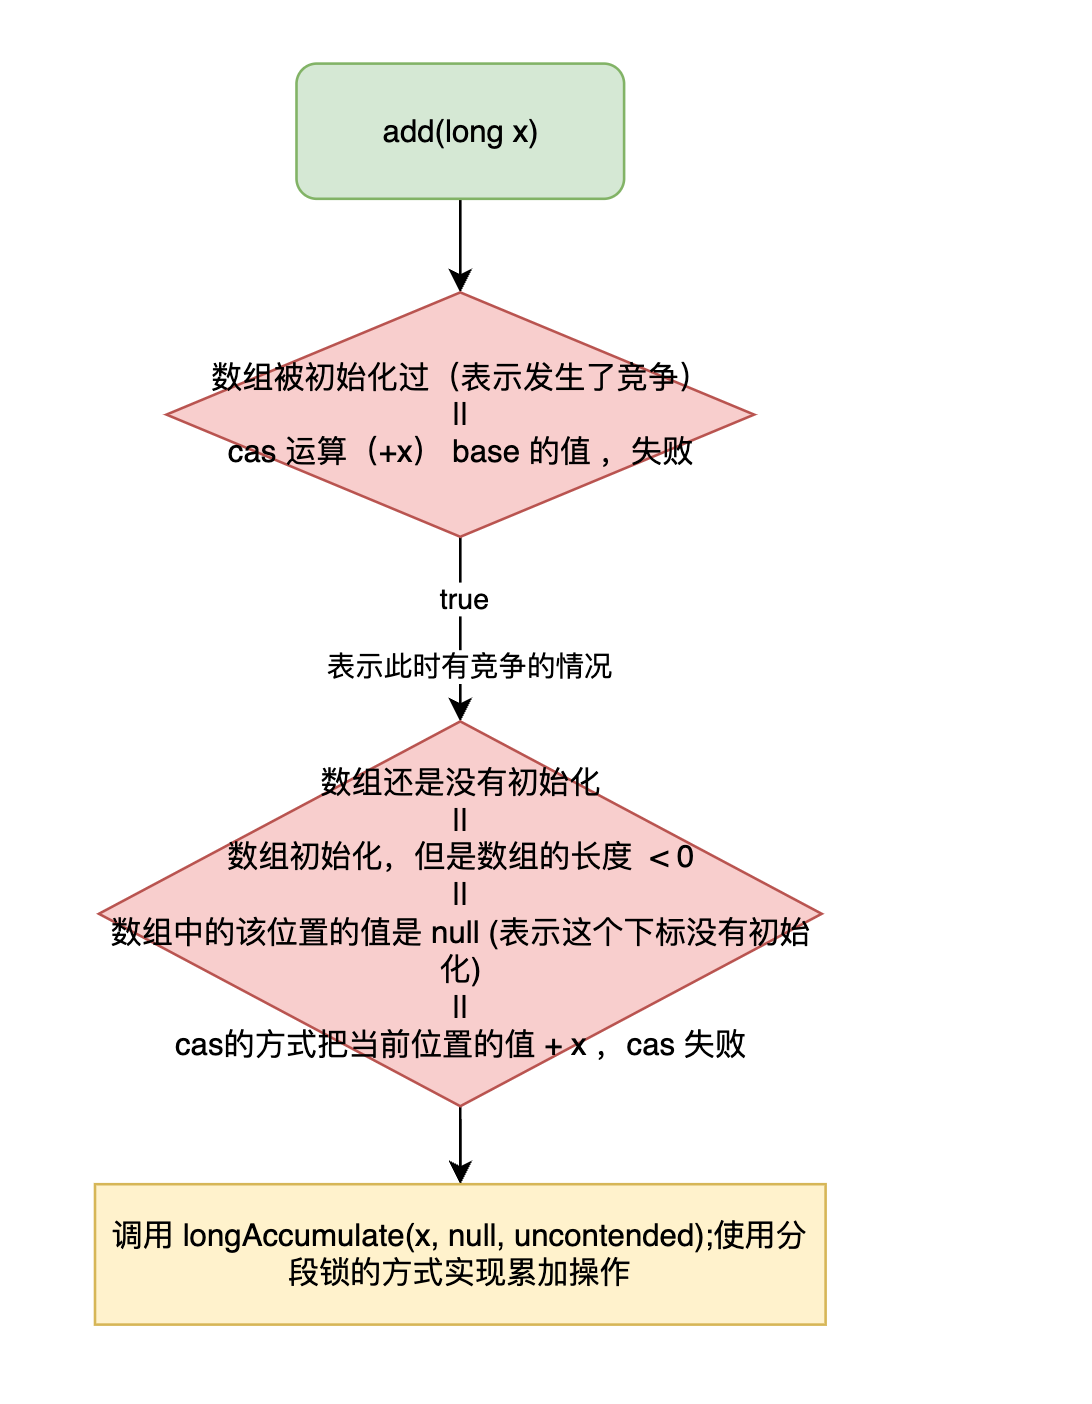 add(long x)
数组被初始化过（表示发生了竞争）
||
cas 运算（+x） base 的值 ，失败
true
表示此时有竞争的情况
数组还是没有初始化
||
数组初始化，但是数组的长度 < 0
||
数组中的该位置的值是 null (表示这个下标没有初始
化)
||
cas的方式把当前位置的值 + x ，cas 失败
调用 longAccumulate(x, null, uncontended);使用分
段锁的方式实现累加操作